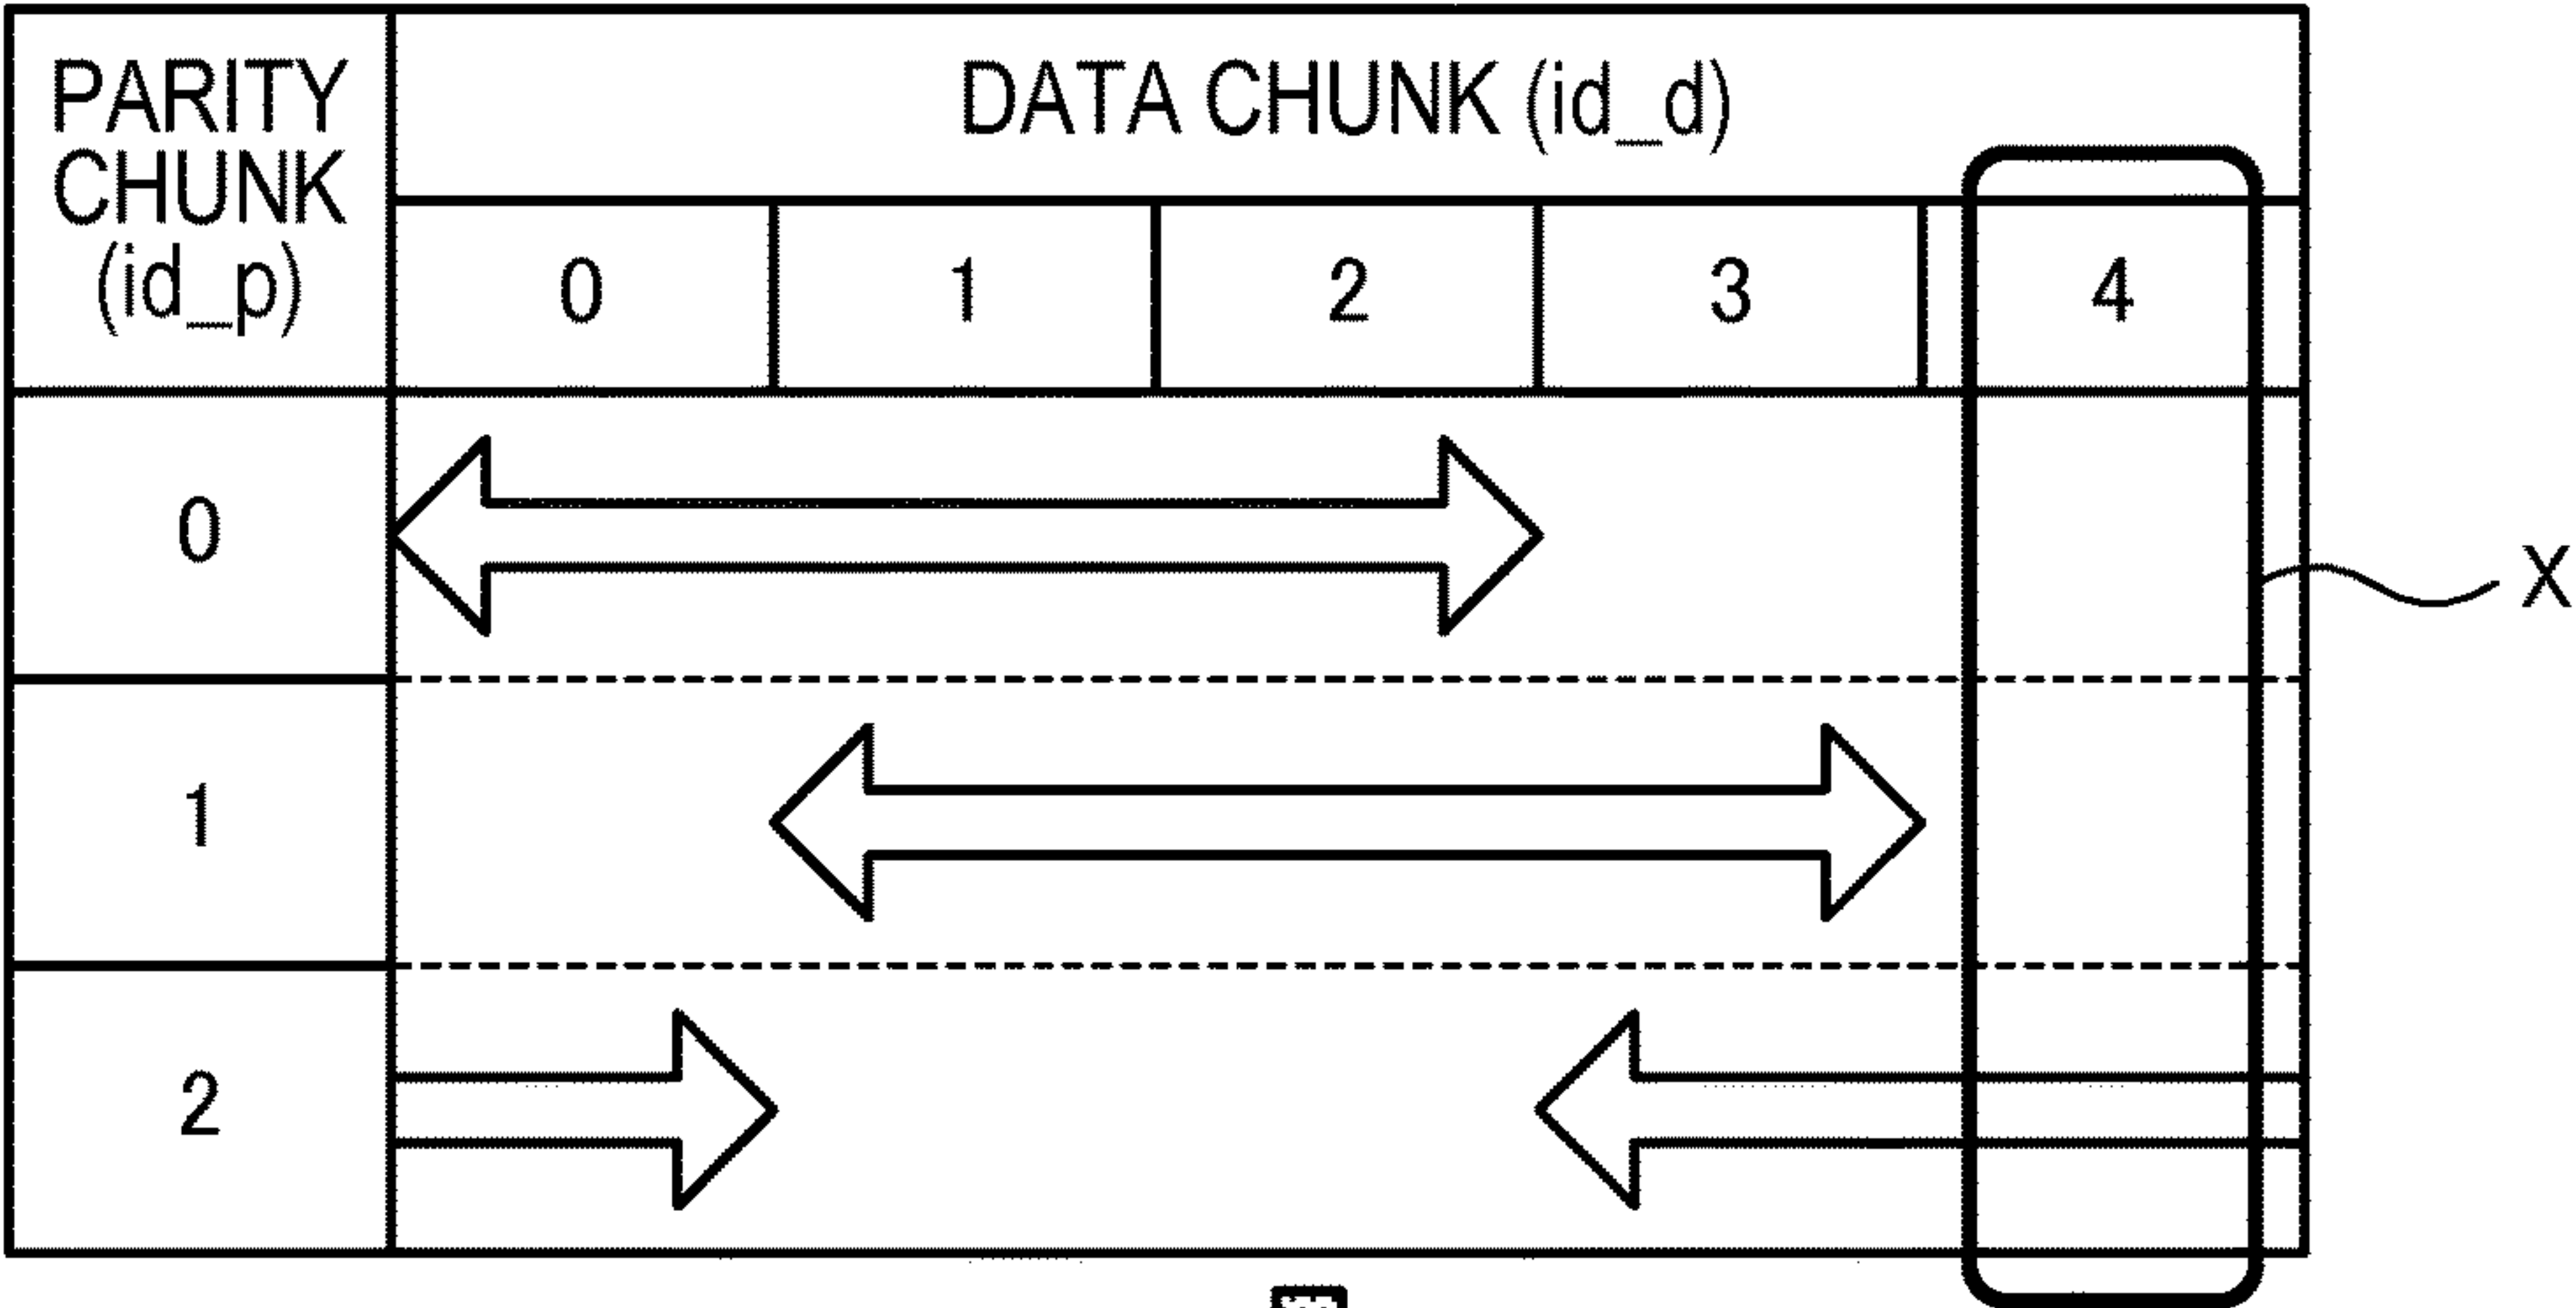 PARITY
CHUNK
(id_p)
DATA CHUNK (id_d)
0 1 2 3 4
0
X
1
2